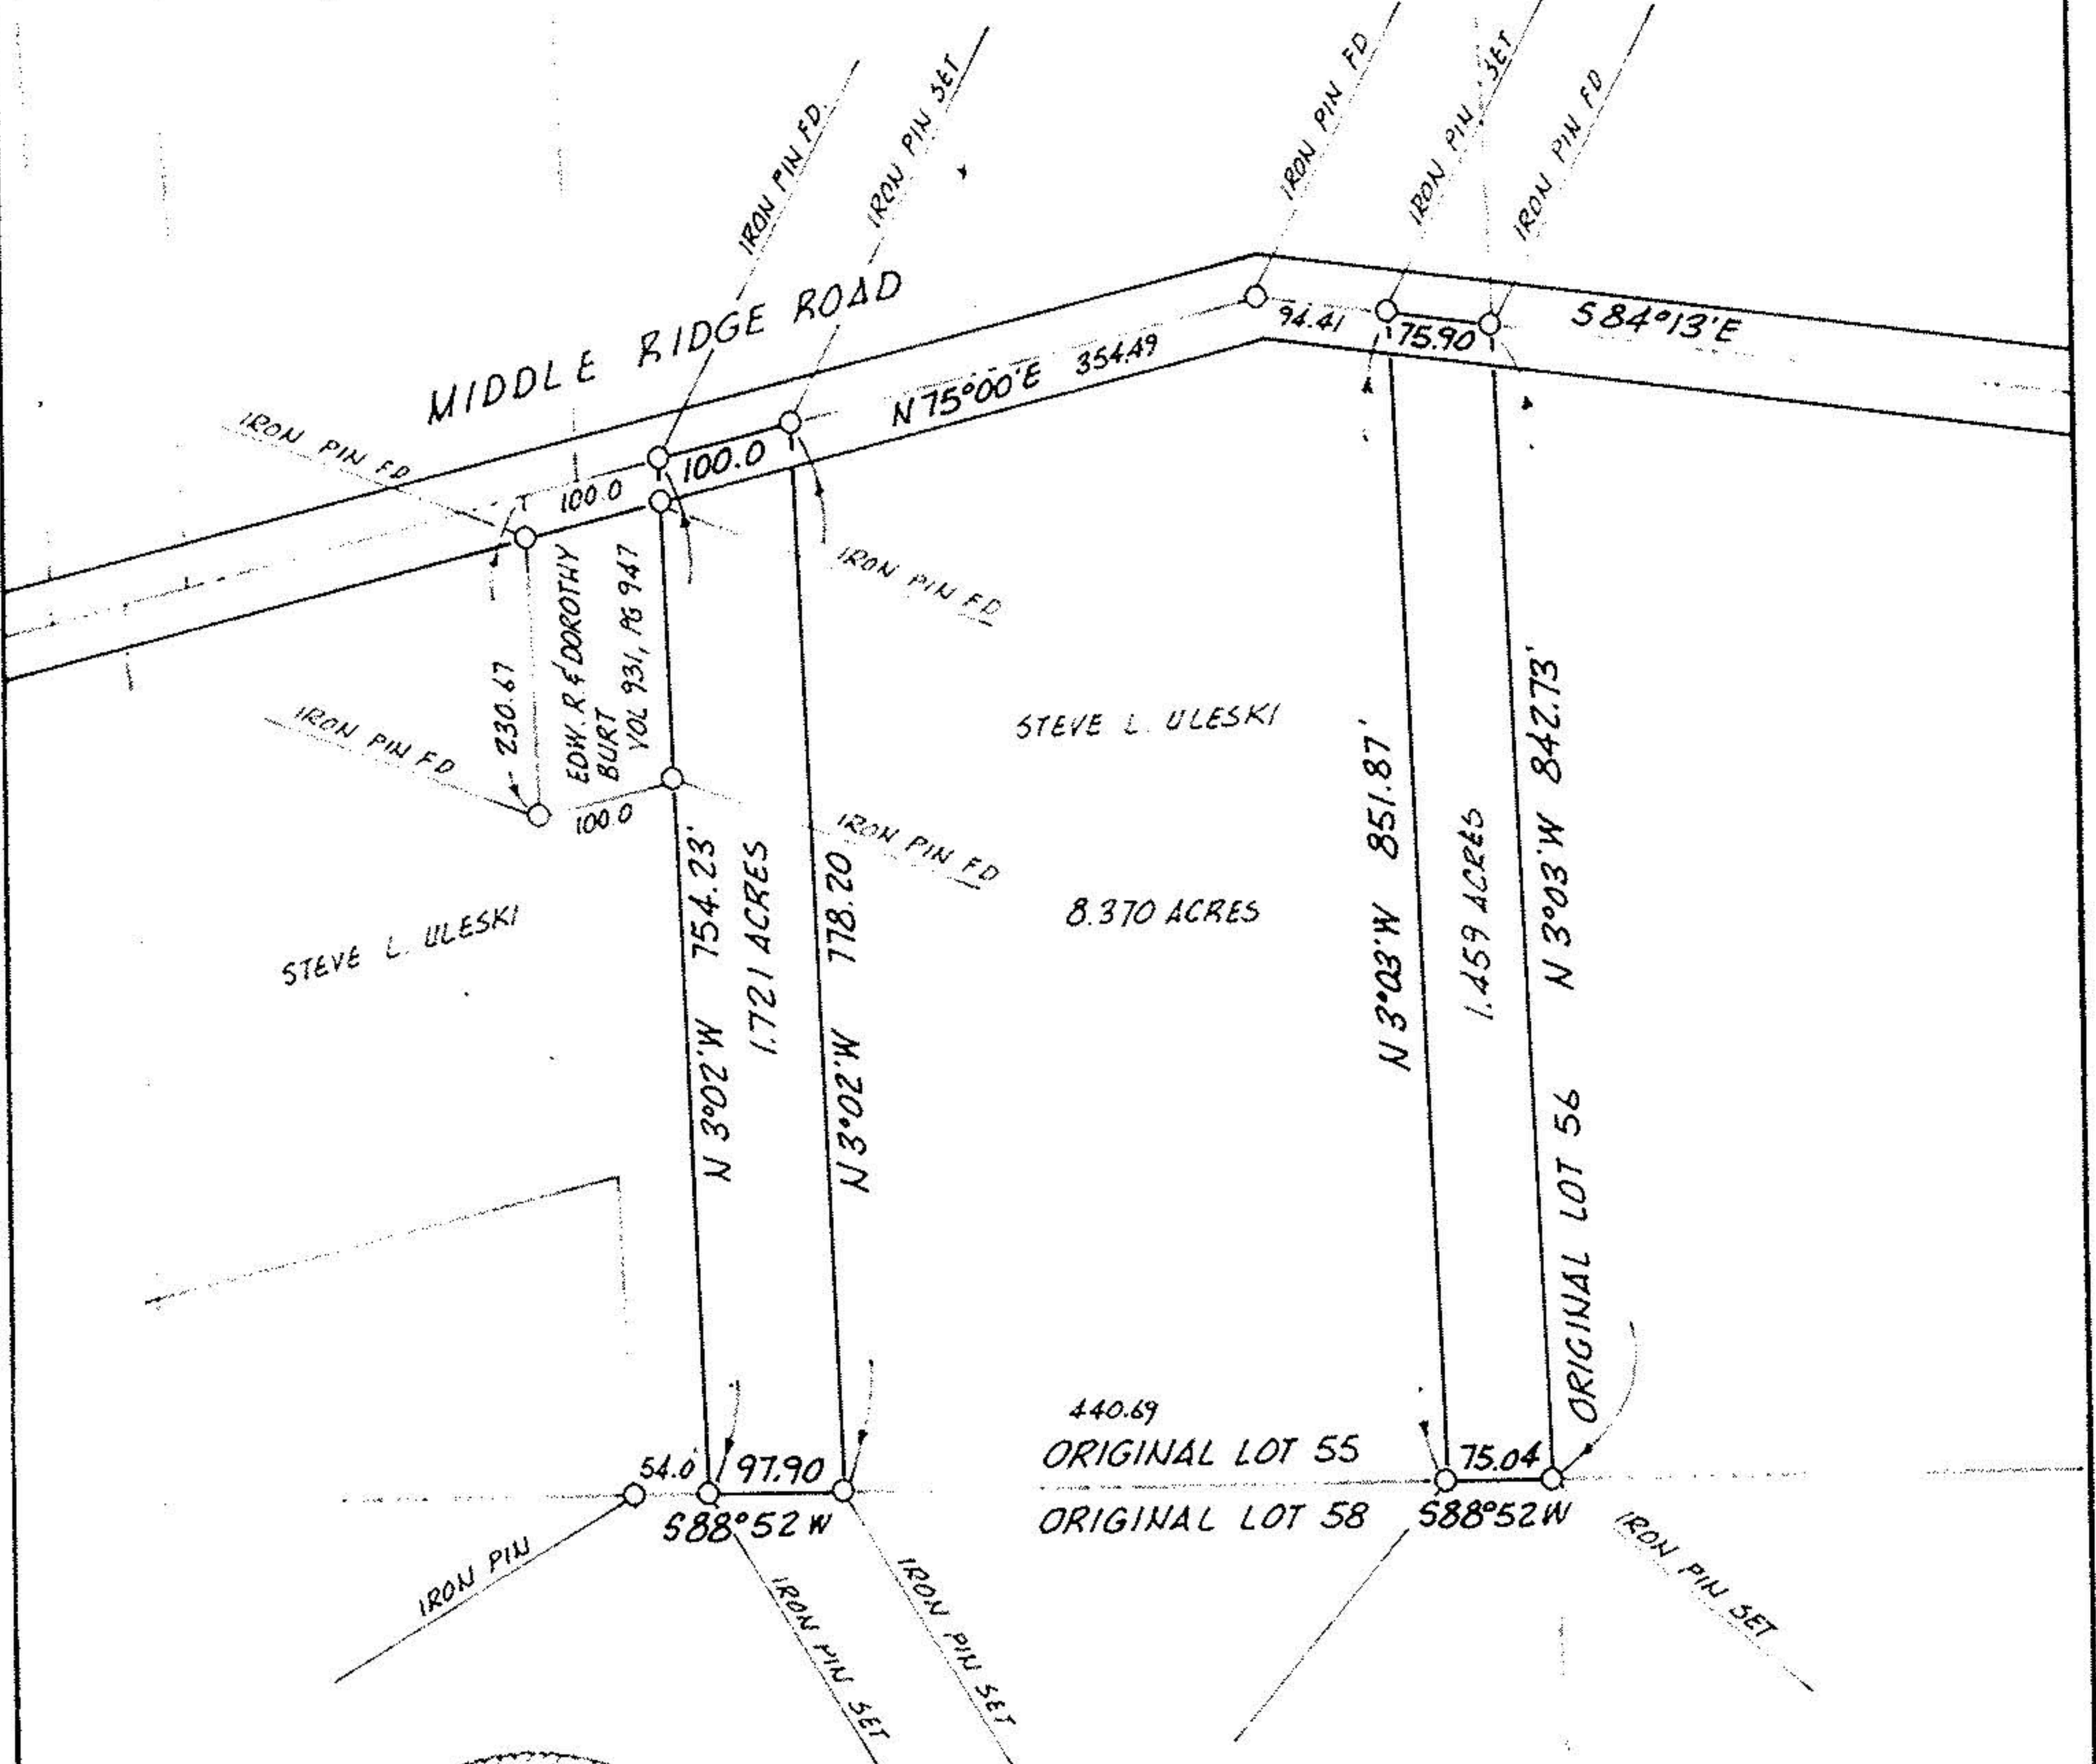 IRON PIN FD.
IRON PIN SET
IRON PIN FD
IRON PIN SET
IRON PIN FD
MIDDLE RIDGE ROAD
94.41
75.90
S84°13'E
N75°00'E 354.49
IRON PIN FD
100.0
100.0
IRON PIN FD
230.67
EDW. R. & DOROTHY
BURT
VOL 931, PG 947
IRON PIN FD
100.0
IRON PIN FD
STEVE L. ULESKI
STEVE L. ULESKI
8.370 ACRES
N 3°02'W 754.23'
1.721 ACRES
N 3°02'W 778.20
N 3°03'W 851.87'
1.459 ACRES
N 3°03'W 842.73'
ORIGINAL LOT 56
440.69
ORIGINAL LOT 55
54.0'
97.90
75.04
S88°52W
ORIGINAL LOT 58
S88°52W
IRON PIN
IRON PIN SET
IRON PIN SET
IRON PIN SET